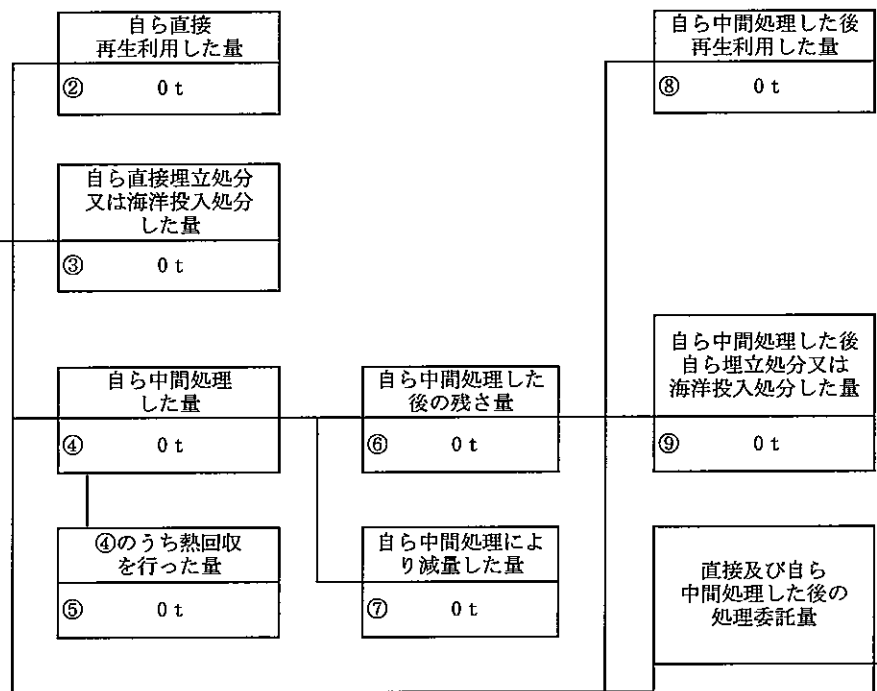 自ら直接
再生利用した量
② 0 t
自ら直接埋立処分
又は海洋投入処分
した量
③ 0 t
自ら中間処理
した量
④ 0 t
④のうち熱回収
を行った量
⑤ 0 t
自ら中間処理した
後の残さ量
⑥ 0 t
自ら中間処理によ
り減量した量
⑦ 0 t
自ら中間処理した後
再生利用した量
⑧ 0 t
自ら中間処理した後
自ら埋立処分又は
海洋投入処分した量
⑨ 0 t
直接及び自ら
中間処理した後の
処理委託量